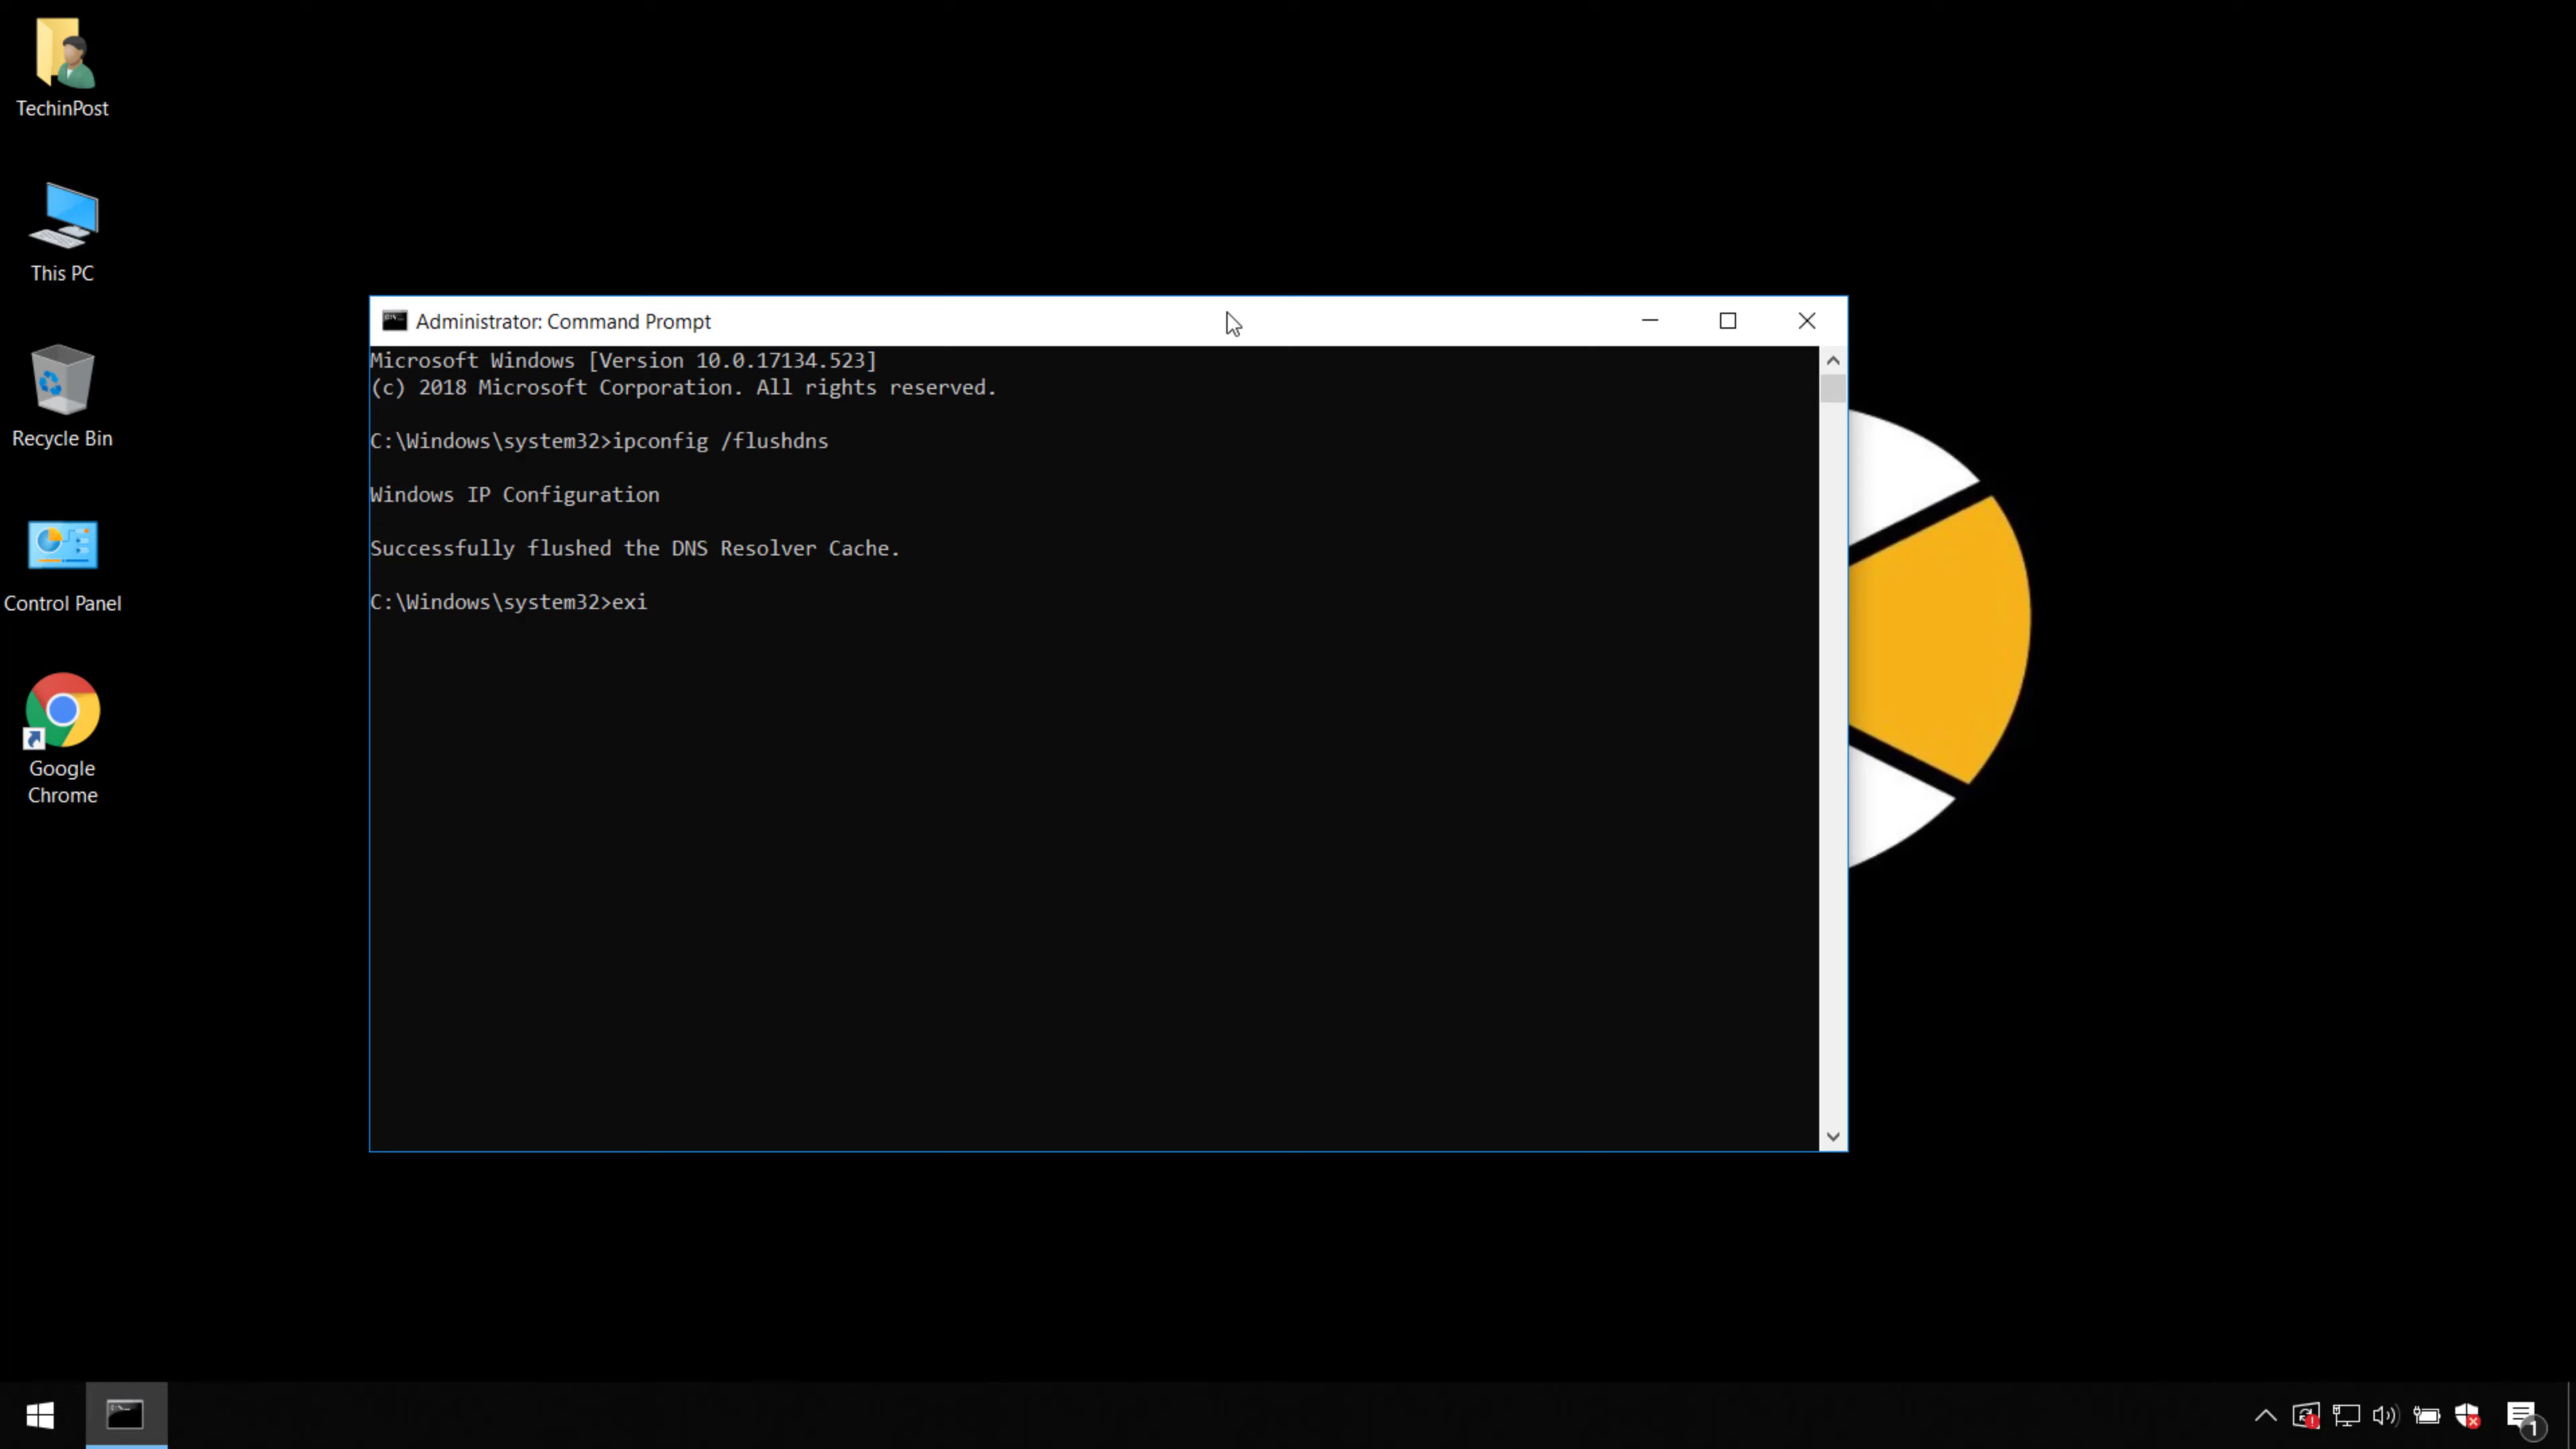 TechinPost
This PC
Recycle Bin
Control Panel
Google
Chrome
Administrator: Command Prompt
Microsoft Windows [Version 10.0.17134.523]
(c) 2018 Microsoft Corporation. All rights reserved.
C:\Windows\system32>ipconfig /flushdns
Windows IP Configuration
Successfully flushed the DNS Resolver Cache.
C:\Windows\system32>exi
1